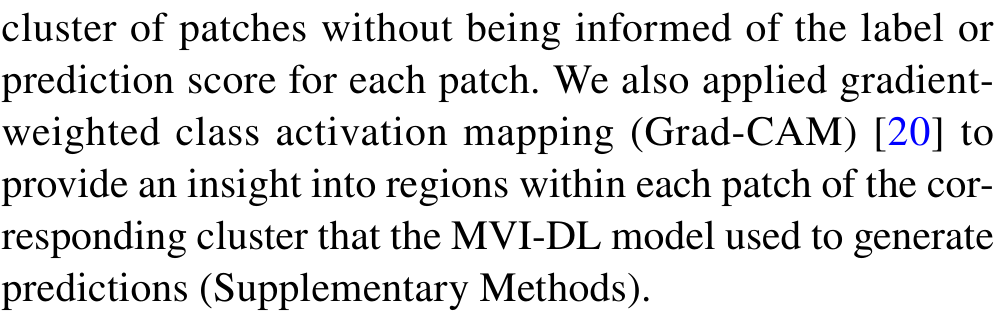 cluster of patches without being informed of the label or
prediction score for each patch. We also applied gradient-
weighted class activation mapping (Grad-CAM) [20] to
provide an insight into regions within each patch of the cor-
responding cluster that the MVI-DL model used to generate
predictions (Supplementary Methods).